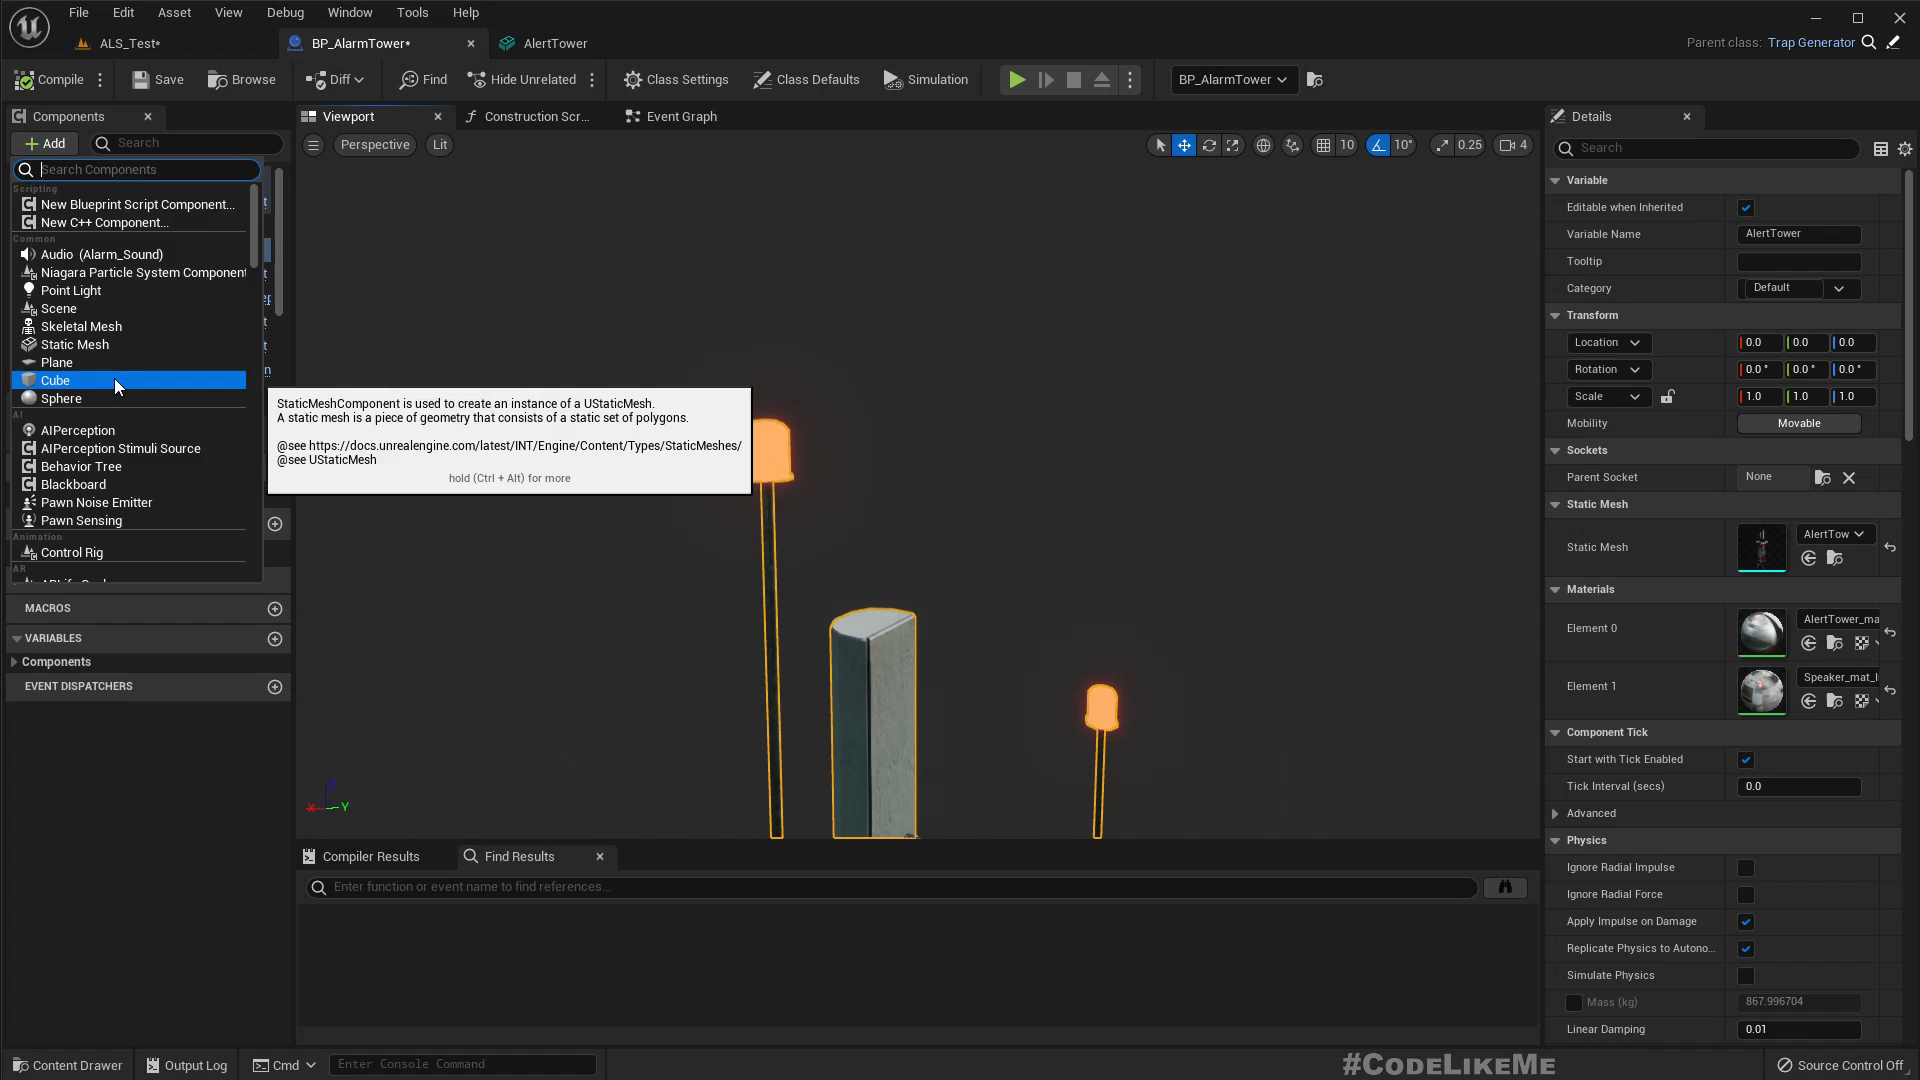 File Edit Asset View Debug Window Tools Help
ALS_Test* BP_AlarmTower* AlertTower
Parent class: Trap Generator
Compile Save Browse Diff Find Hide Unrelated Class Settings Class Defaults Simulation BP_AlarmTower
Components Viewport Construction Scr... Event Graph Details
Add Search Perspective Lit 10 10° 0.25 4 Search
Search Components
Scripting
New Blueprint Script Component...
New C++ Component...
Common
Audio (Alarm_Sound)
Niagara Particle System Component
Point Light
Scene
Skeletal Mesh
Static Mesh
Plane
Cube
Sphere
AI
AIPerception
AIPerception Stimuli Source
Behavior Tree
Blackboard
Pawn Noise Emitter
Pawn Sensing
Animation
Control Rig
AR
MACROS
VARIABLES
Components
EVENT DISPATCHERS
StaticMeshComponent is used to create an instance of a UStaticMesh.
A static mesh is a piece of geometry that consists of a static set of polygons.
@see https://docs.unrealengine.com/latest/INT/Engine/Content/Types/StaticMeshes/
@see UStaticMesh
hold (Ctrl + Alt) for more
X Y
Compiler Results Find Results
Enter function or event name to find references...
Variable
Editable when Inherited
Variable Name AlertTower
Tooltip
Category Default
Transform
Location 0.0 0.0 0.0
Rotation 0.0 ° 0.0 ° 0.0 °
Scale 1.0 1.0 1.0
Mobility Movable
Sockets
Parent Socket None
Static Mesh
Static Mesh AlertTow
Materials
Element 0 AlertTower_ma
Element 1 Speaker_mat_l
Component Tick
Start with Tick Enabled
Tick Interval (secs) 0.0
Advanced
Physics
Ignore Radial Impulse
Ignore Radial Force
Apply Impulse on Damage
Replicate Physics to Autono...
Simulate Physics
Mass (kg) 867.996704
Linear Damping 0.01
Content Drawer Output Log Cmd Enter Console Command #CodeLikeMe Source Control Off